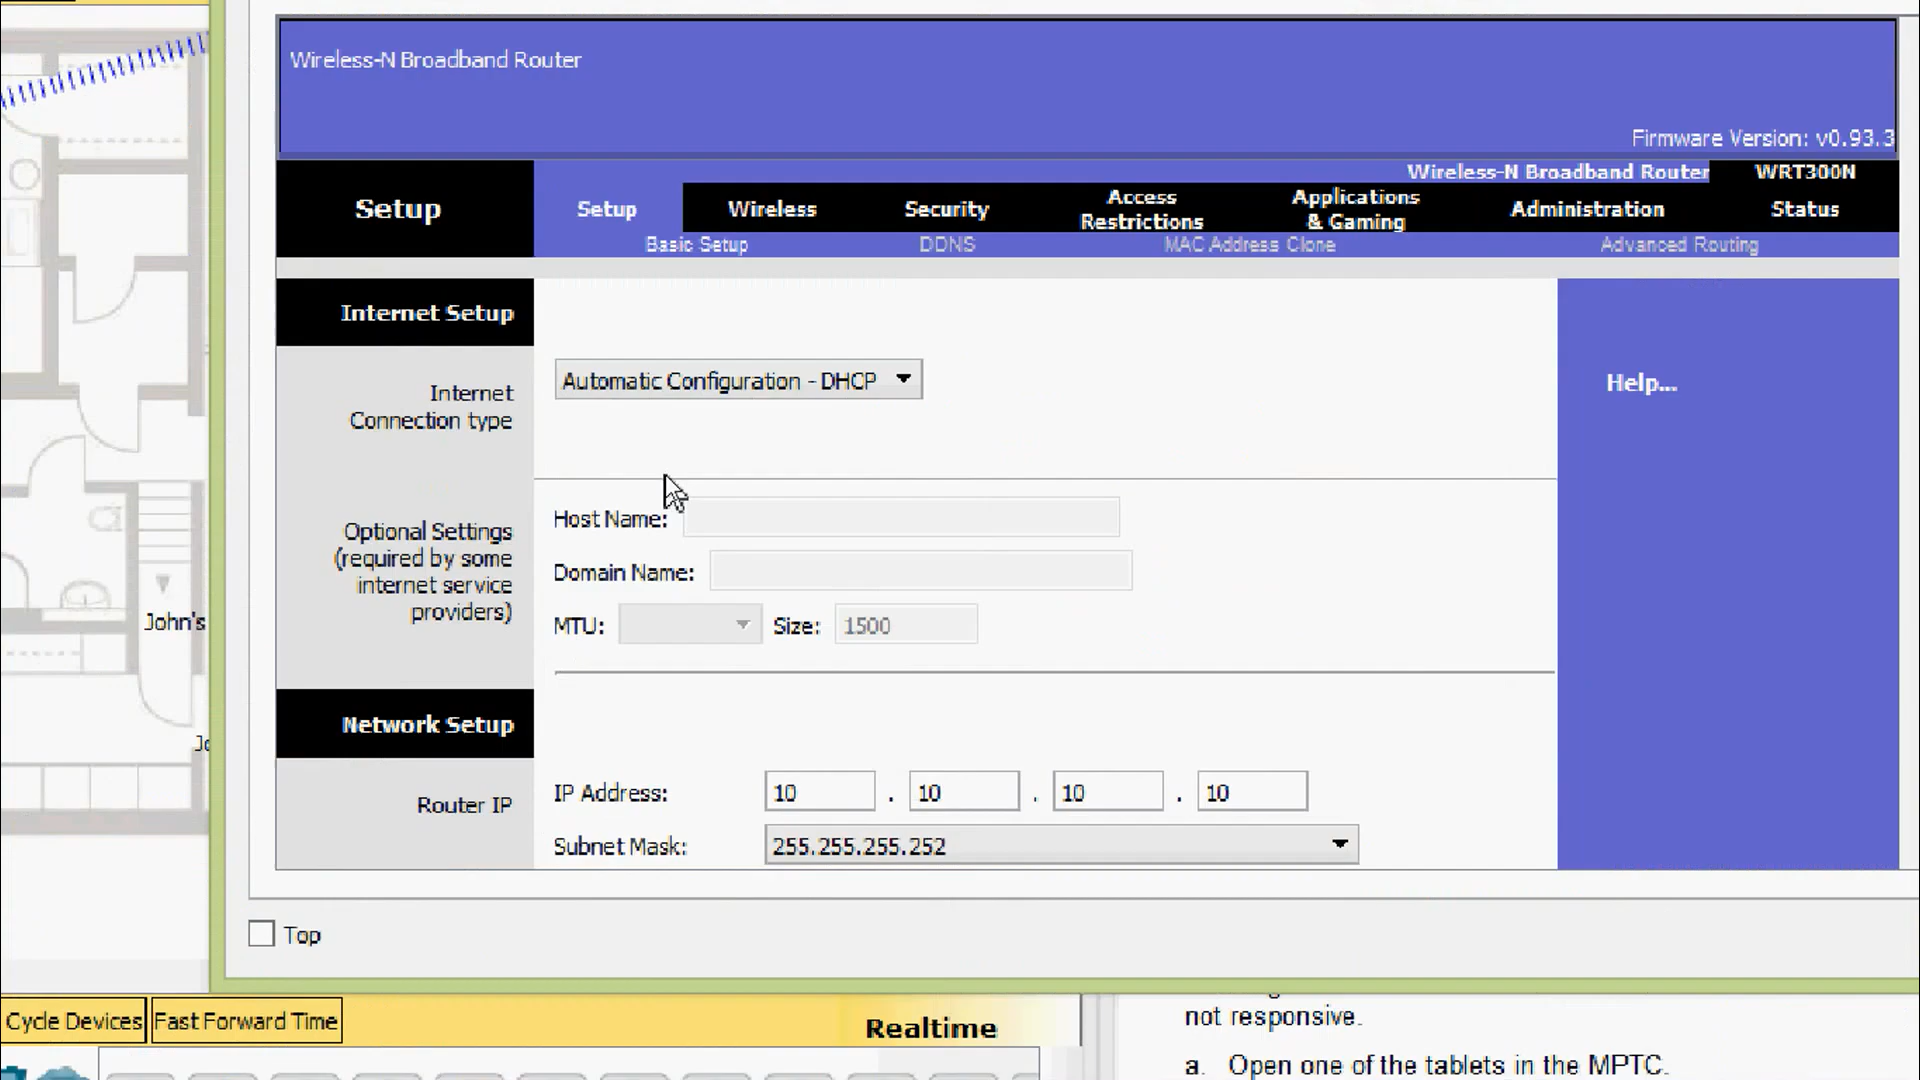 Wireless-N Broadband Router
Firmware Version: v0.93.3
Wireless-N Broadband Router WRT300N
Setup
Setup Wireless Security Access Restrictions Applications & Gaming Administration Status
Basic Setup DDNS MAC Address Clone Advanced Routing
Internet Setup
Internet
Connection type
Automatic Configuration - DHCP
Help...
Optional Settings
(required by some
internet service
providers)
Host Name:
Domain Name:
MTU: Size: 1500
John's
Network Setup
Router IP
IP Address: 10 . 10 . 10 . 10
Subnet Mask: 255.255.255.252
Top
Cycle Devices Fast Forward Time
Realtime
not responsive.
a. Open one of the tablets in the MPTC.